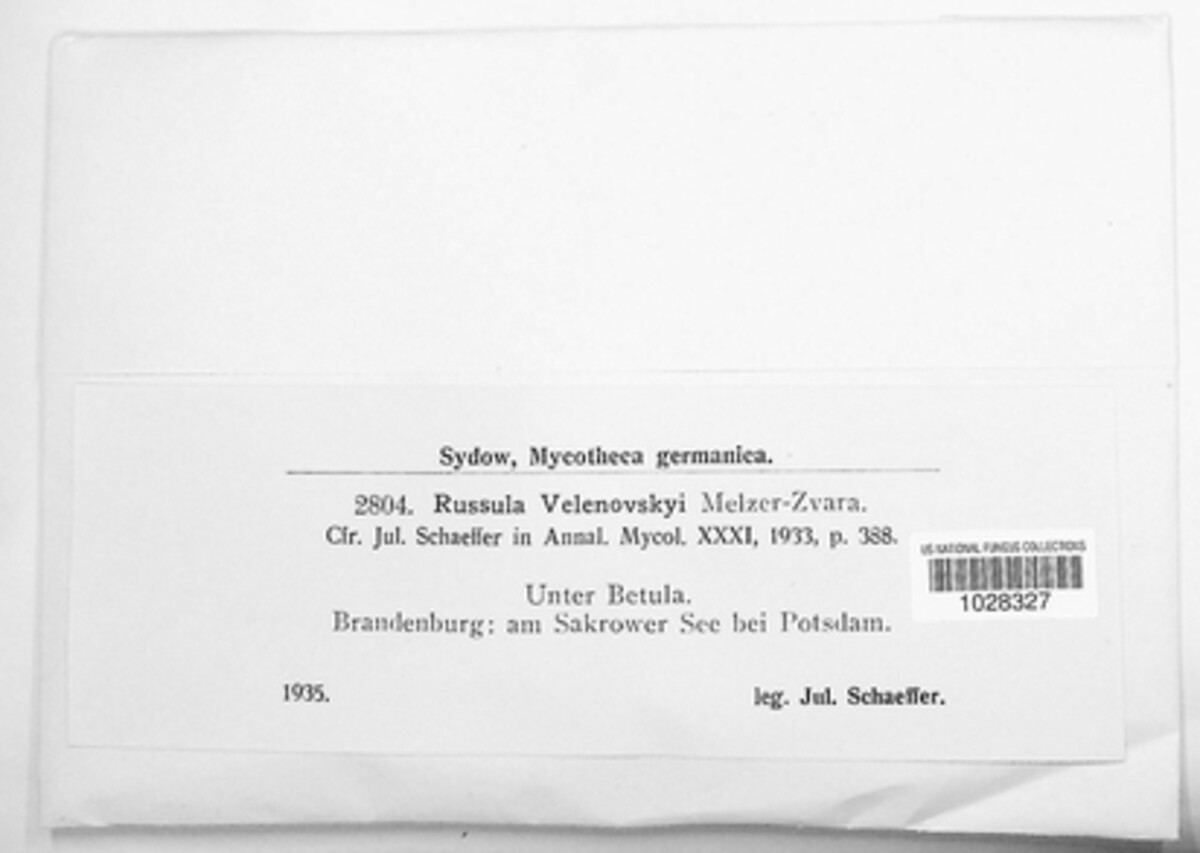 Sydow, Mycotheca germanica.
2804. Russula Velenovskyi Melzer-Zvara.
Cfr. Jul. Schaeffer in Annal. Mycol. XXXI, 1933, p. 388.
US NATIONAL FUNGUS COLLECTIONS
1028327
Unter Betula.
Brandenburg: am Sakrower See bei Potsdam.
1935. leg. Jul. Schaeffer.